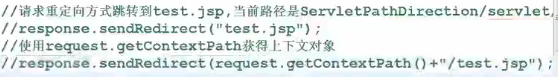 //请求重定向方式跳转到test.jsp,当前路径是ServletPathDirection/servlet/
//response.sendRedirect("test.jsp");
//使用request.getContextPath获得上下文对象
//response.sendRedirect(request.getContextPath()+"/test.jsp");